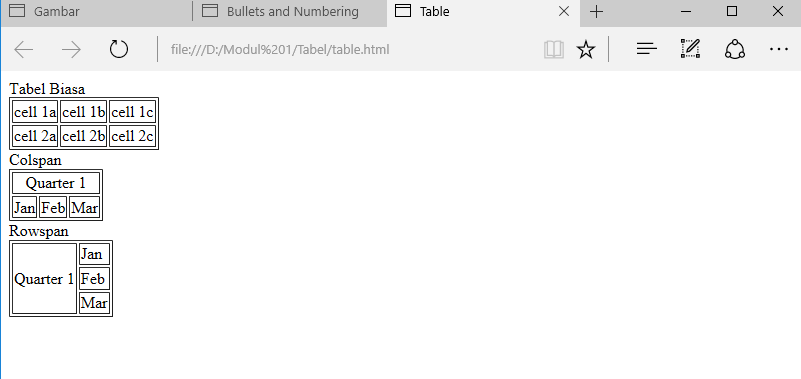 Gambar Bullets and Numbering Table
file:///D:/Modul%201/Tabel/table.html
Tabel Biasa
cell 1a cell 1b cell 1c
cell 2a cell 2b cell 2c
Colspan
Quarter 1
Jan Feb Mar
Rowspan
Quarter 1
Jan
Feb
Mar